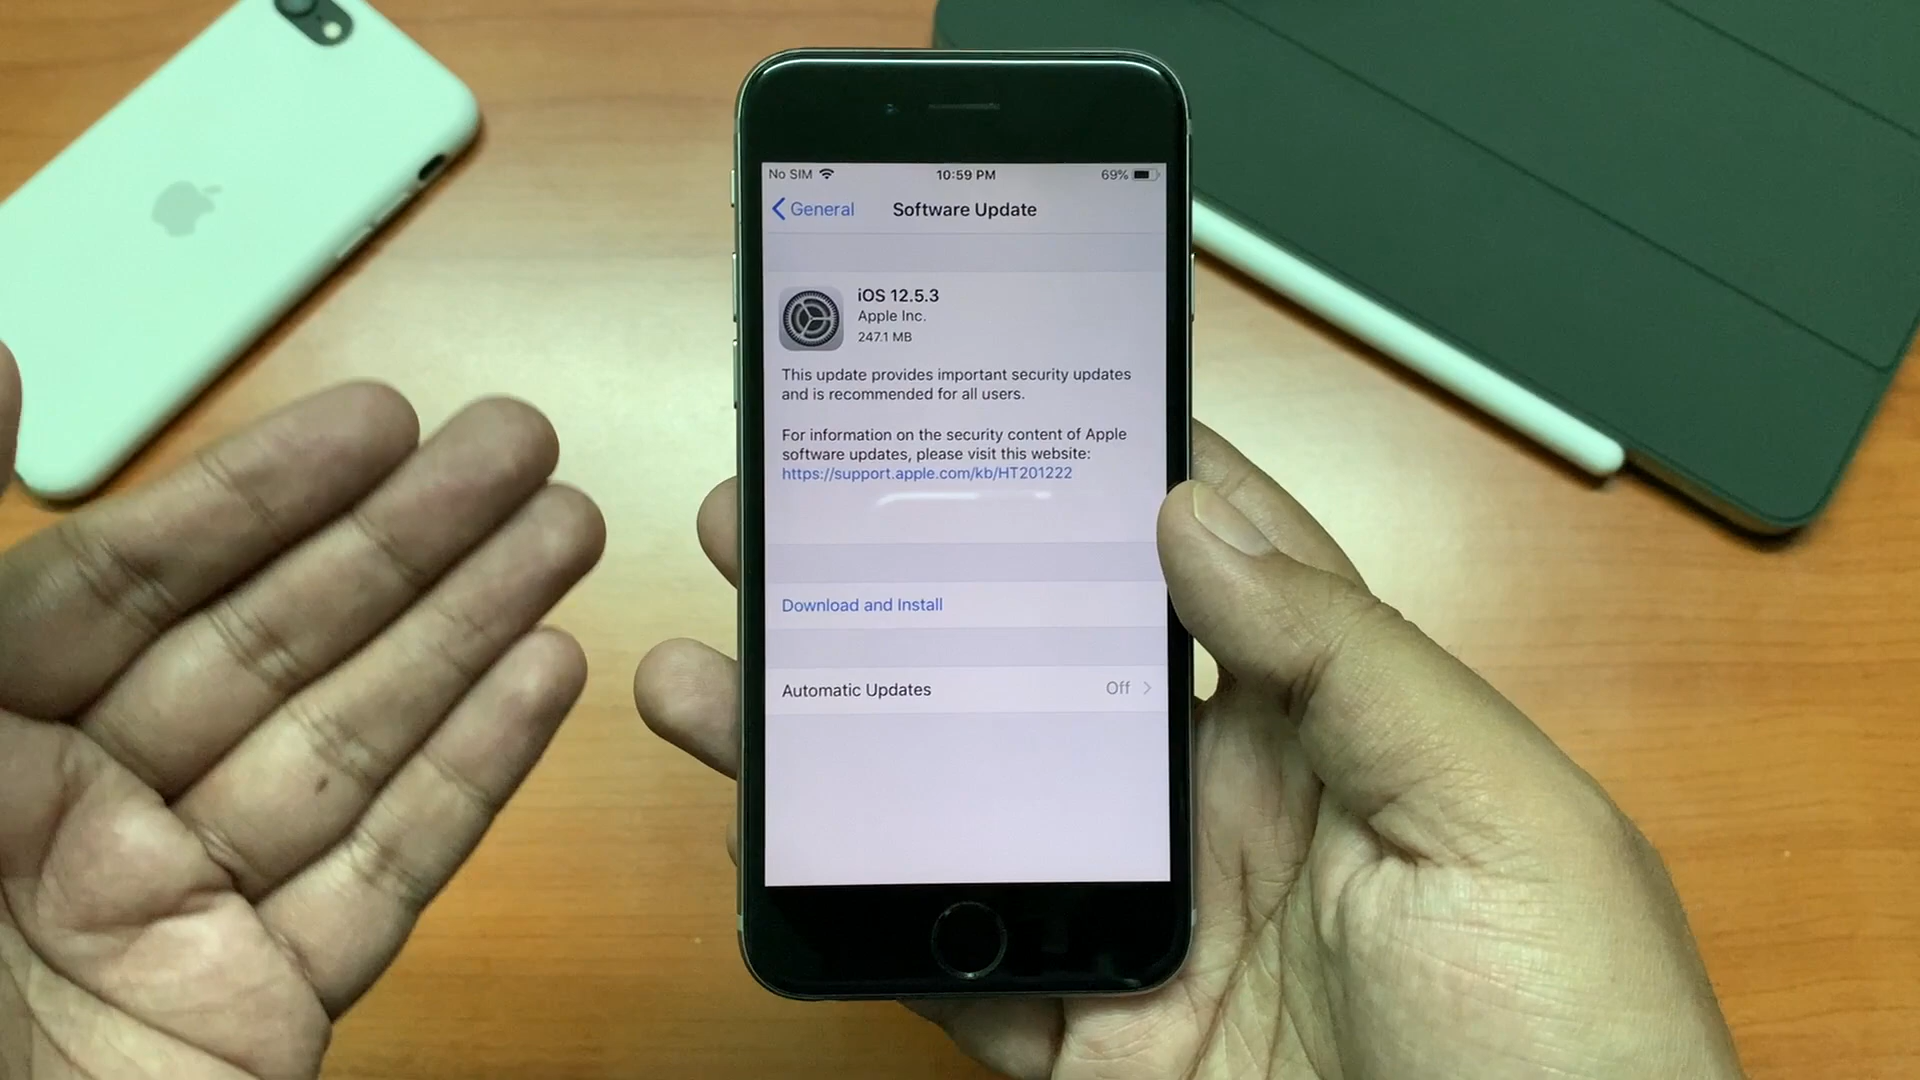 No SIM 10:59 PM 69%
General Software Update
iOS 12.5.3
Apple Inc.
247.1 MB
This update provides important security updates
and is recommended for all users.
For information on the security content of Apple
software updates, please visit this website:
https://support.apple.com/kb/HT201222
Download and Install
Automatic Updates Off